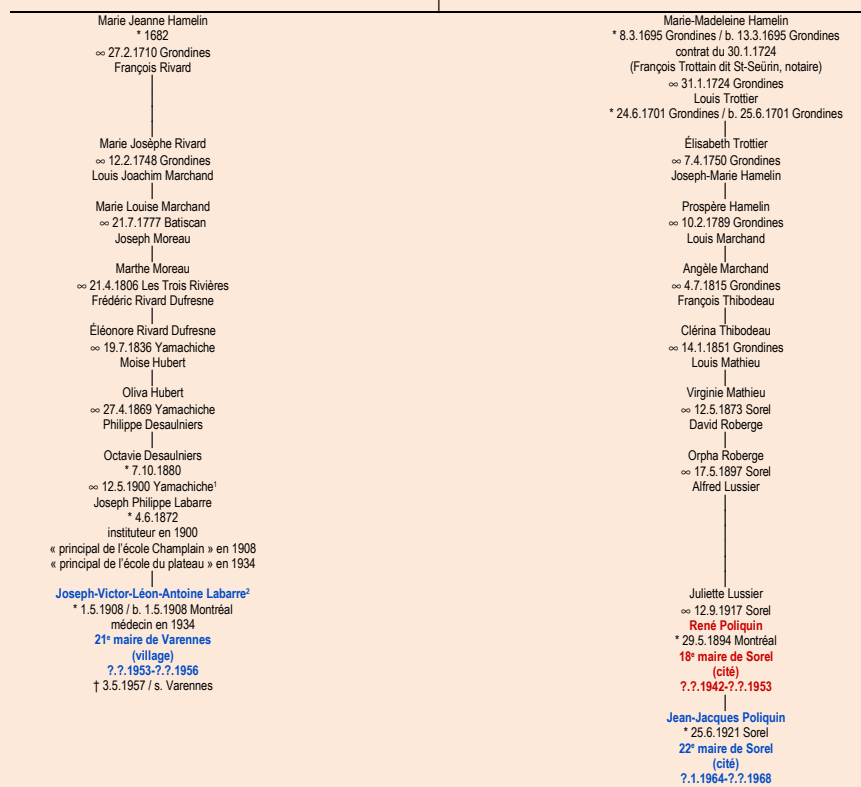 Marie Jeanne Hamelin
* 1682
∞ 27.2.1710 Grondines
François Rivard
Marie Josèphe Rivard
∞ 12.2.1748 Grondines
Louis Joachim Marchand
Marie Louise Marchand
∞ 21.7.1777 Batiscan
Joseph Moreau
Marthe Moreau
∞ 21.4.1806 Les Trois Rivières
Frédéric Rivard Dufresne
Éléonore Rivard Dufresne
∞ 19.7.1836 Yamachiche
Moise Hubert
Oliva Hubert
∞ 27.4.1869 Yamachiche
Philippe Desaulniers
Octavie Desaulniers
* 7.10.1880
∞ 12.5.1900 Yamachiche¹
Joseph Philippe Labarre
* 4.6.1872
instituteur en 1900
« principal de l'école Champlain » en 1908
« principal de l'école du plateau » en 1934
Joseph-Victor-Léon-Antoine Labarre²
* 1.5.1908 / b. 1.5.1908 Montréal
médecin en 1934
21e maire de Varennes
(village)
?.?.1953-?.?.1956
† 3.5.1957 / s. Varennes
Marie-Madeleine Hamelin
* 8.3.1695 Grondines / b. 13.3.1695 Grondines
contrat du 30.1.1724
(François Trottain dit St-Seürin, notaire)
∞ 31.1.1724 Grondines
Louis Trottier
* 24.6.1701 Grondines / b. 25.6.1701 Grondines
Élisabeth Trottier
∞ 7.4.1750 Grondines
Joseph-Marie Hamelin
Prospère Hamelin
∞ 10.2.1789 Grondines
Louis Marchand
Angèle Marchand
∞ 4.7.1815 Grondines
François Thibodeau
Clérina Thibodeau
∞ 14.1.1851 Grondines
Louis Mathieu
Virginie Mathieu
∞ 12.5.1873 Sorel
David Roberge
Orpha Roberge
∞ 17.5.1897 Sorel
Alfred Lussier
Juliette Lussier
∞ 12.9.1917 Sorel
René Poliquin
* 29.5.1894 Montréal
18e maire de Sorel
(cité)
?.?.1942-?.?.1953
Jean-Jacques Poliquin
* 25.6.1921 Sorel
22e maire de Sorel
(cité)
?.1.1964-?.?.1968